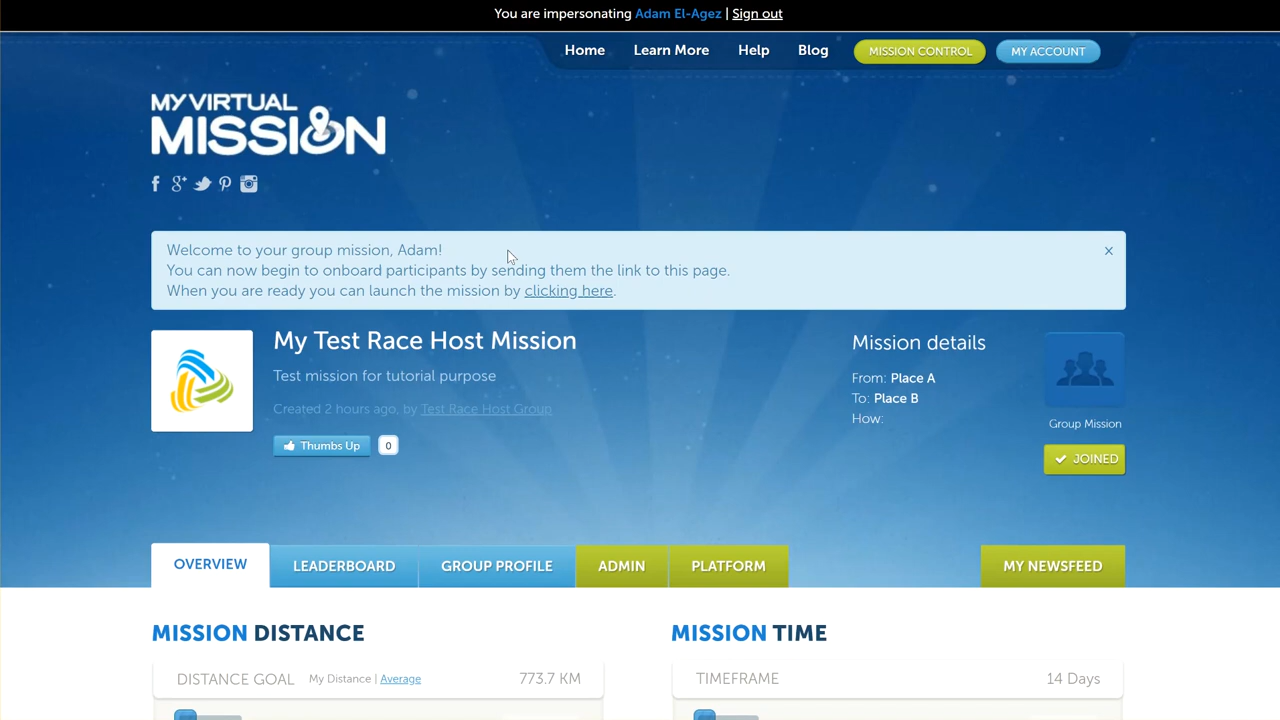 You are impersonating Adam El-Agez | Sign out
Home Learn More Help Blog MISSION CONTROL MY ACCOUNT
MY VIRTUAL
MISSION
Welcome to your group mission, Adam!
You can now begin to onboard participants by sending them the link to this page.
When you are ready you can launch the mission by clicking here.
x
My Test Race Host Mission
Test mission for tutorial purpose
Created 2 hours ago, by Test Race Host Group
Thumbs Up 0
Mission details
From: Place A
To: Place B
How:
Group Mission
JOINED
OVERVIEW LEADERBOARD GROUP PROFILE ADMIN PLATFORM MY NEWSFEED
MISSION DISTANCE
DISTANCE GOAL My Distance | Average 773.7 KM
MISSION TIME
TIMEFRAME 14 Days